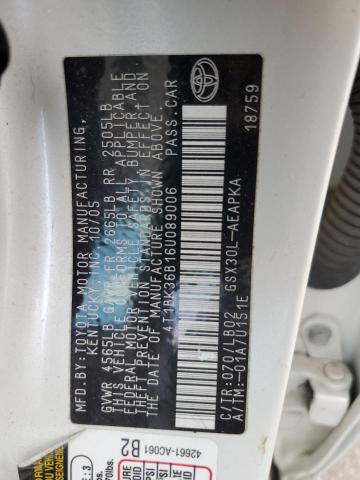 MFD. BY:TOYOTA MOTOR MANUFACTURING,
KENTUCKY, INC. 10/05
GVWR 4565LB GAWR FR 2665LB RR 2505LB
THIS VEHICLE CONFORMS TO ALL APPLICABLE
FEDERAL MOTOR VEHICLE SAFETY, BUMPER, AND
THEFT PREVENTION STANDARDS IN EFFECT ON
THE DATE OF MANUFACTURE SHOWN ABOVE.
4T1BK36B16U089006 PASS.CAR
C/TR:070/LB02 GSX30L-AEAPKA
A/TM:-01A/U151E 18759
TOYOTA
42661-AC061
B2